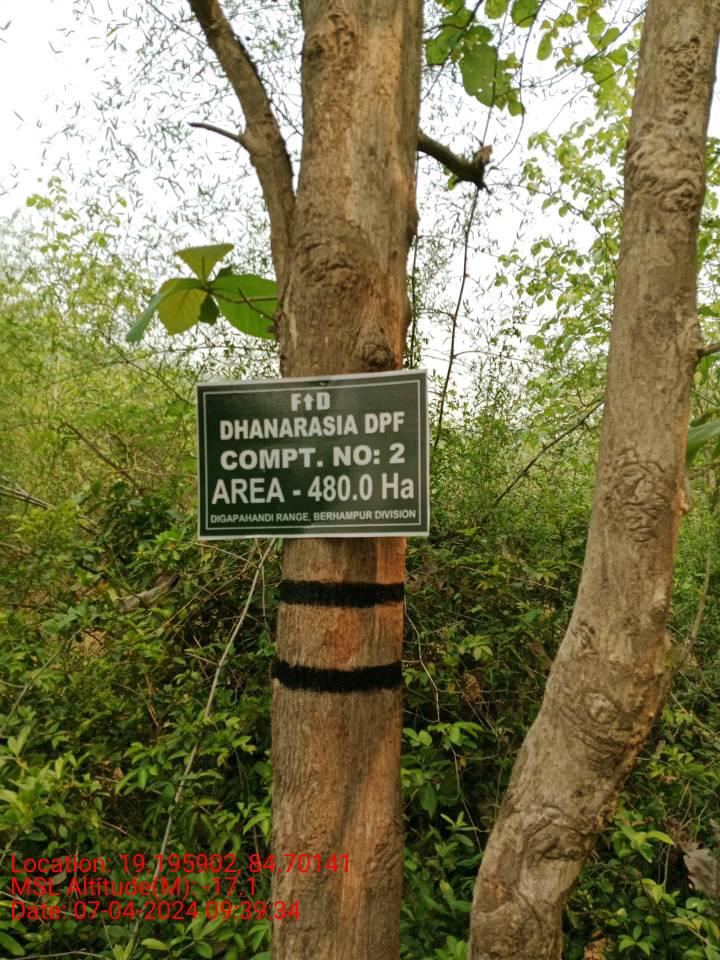 F↑D
DHANARASIA DPF
COMPT. NO: 2
AREA - 480.0 Ha
DIGAPAHANDI RANGE, BERHAMPUR DIVISION
Location: 19.195902, 84.70141
MSL Altitude(M): -17.1
Date: 07-04-2024 09:39:34